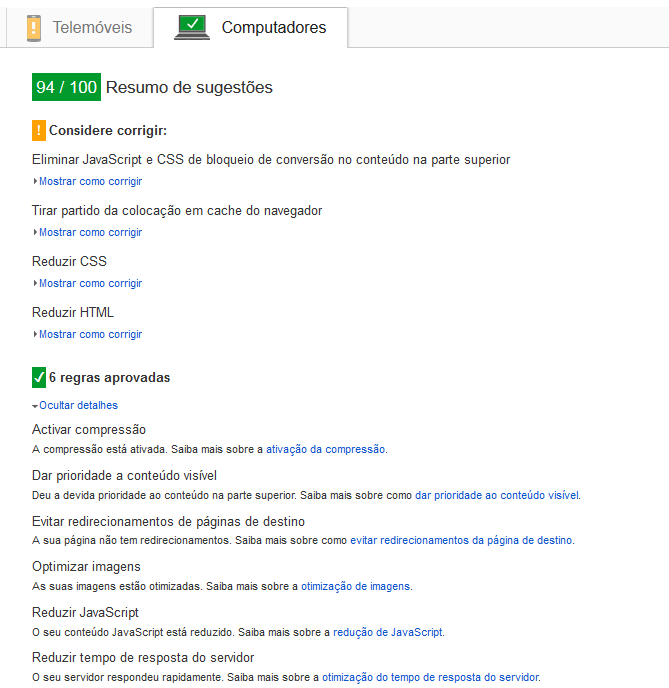 Telemóveis
Computadores
94 / 100 Resumo de sugestões
! Considere corrigir:
Eliminar JavaScript e CSS de bloqueio de conversão no conteúdo na parte superior
Mostrar como corrigir
Tirar partido da colocação em cache do navegador
Mostrar como corrigir
Reduzir CSS
Mostrar como corrigir
Reduzir HTML
Mostrar como corrigir
6 regras aprovadas
Ocultar detalhes
Activar compressão
A compressão está ativada. Saiba mais sobre a ativação da compressão.
Dar prioridade a conteúdo visível
Deu a devida prioridade ao conteúdo na parte superior. Saiba mais sobre como dar prioridade ao conteúdo visível.
Evitar redirecionamentos de páginas de destino
A sua página não tem redirecionamentos. Saiba mais sobre como evitar redirecionamentos da página de destino.
Optimizar imagens
As suas imagens estão otimizadas. Saiba mais sobre a otimização de imagens.
Reduzir JavaScript
O seu conteúdo JavaScript está reduzido. Saiba mais sobre a redução de JavaScript.
Reduzir tempo de resposta do servidor
O seu servidor respondeu rapidamente. Saiba mais sobre a otimização do tempo de resposta do servidor.